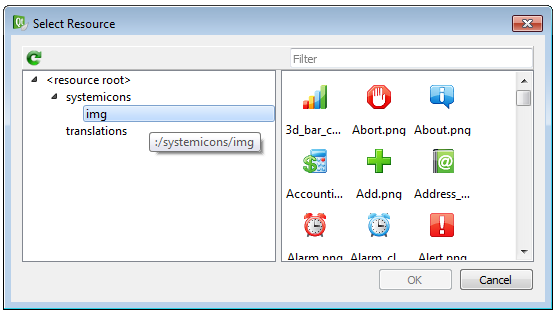 Qt Select Resource
Filter
<resource root>
systemicons
img
translations
:/systemicons/img
3d_bar_c... Abort.png About.png
Accounti... Add.png Address_...
Alarm.png Alarm_cl... Alert.png
OK Cancel